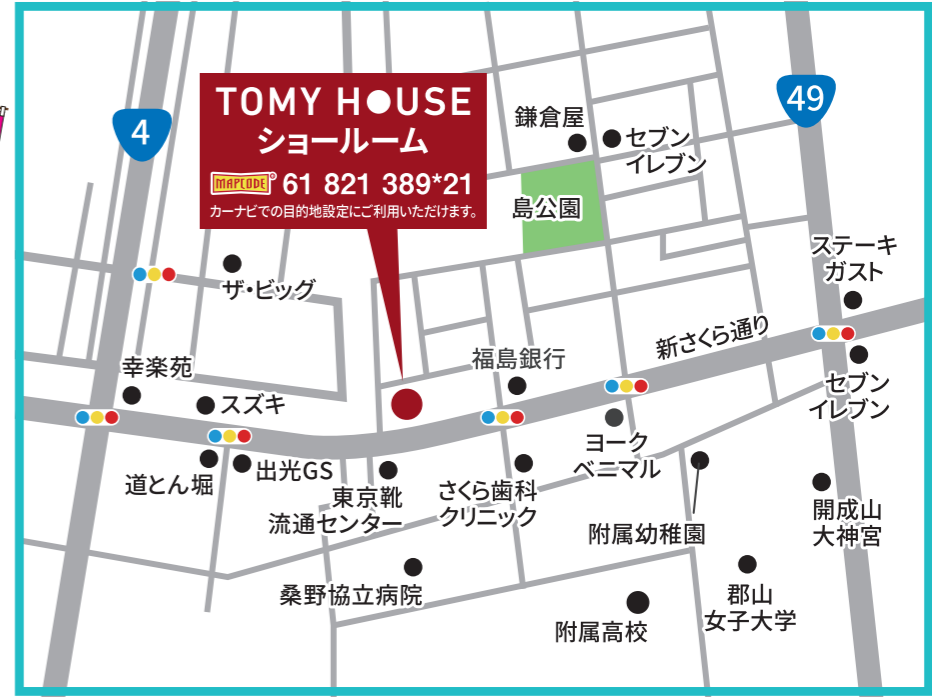 4
49
TOMY HOUSE
ショールーム
MAPCODE® 61 821 389*21
カーナビでの目的地設定にご利用いただけます。
鎌倉屋
セブン
イレブン
島公園
ステーキ
ガスト
ザ・ビッグ
新さくら通り
福島銀行
幸楽苑
スズキ
セブン
イレブン
ヨーク
ベニマル
道とん堀
出光GS
東京靴
流通センター
さくら歯科
クリニック
附属幼稚園
開成山
大神宮
桑野協立病院
郡山
女子大学
附属高校